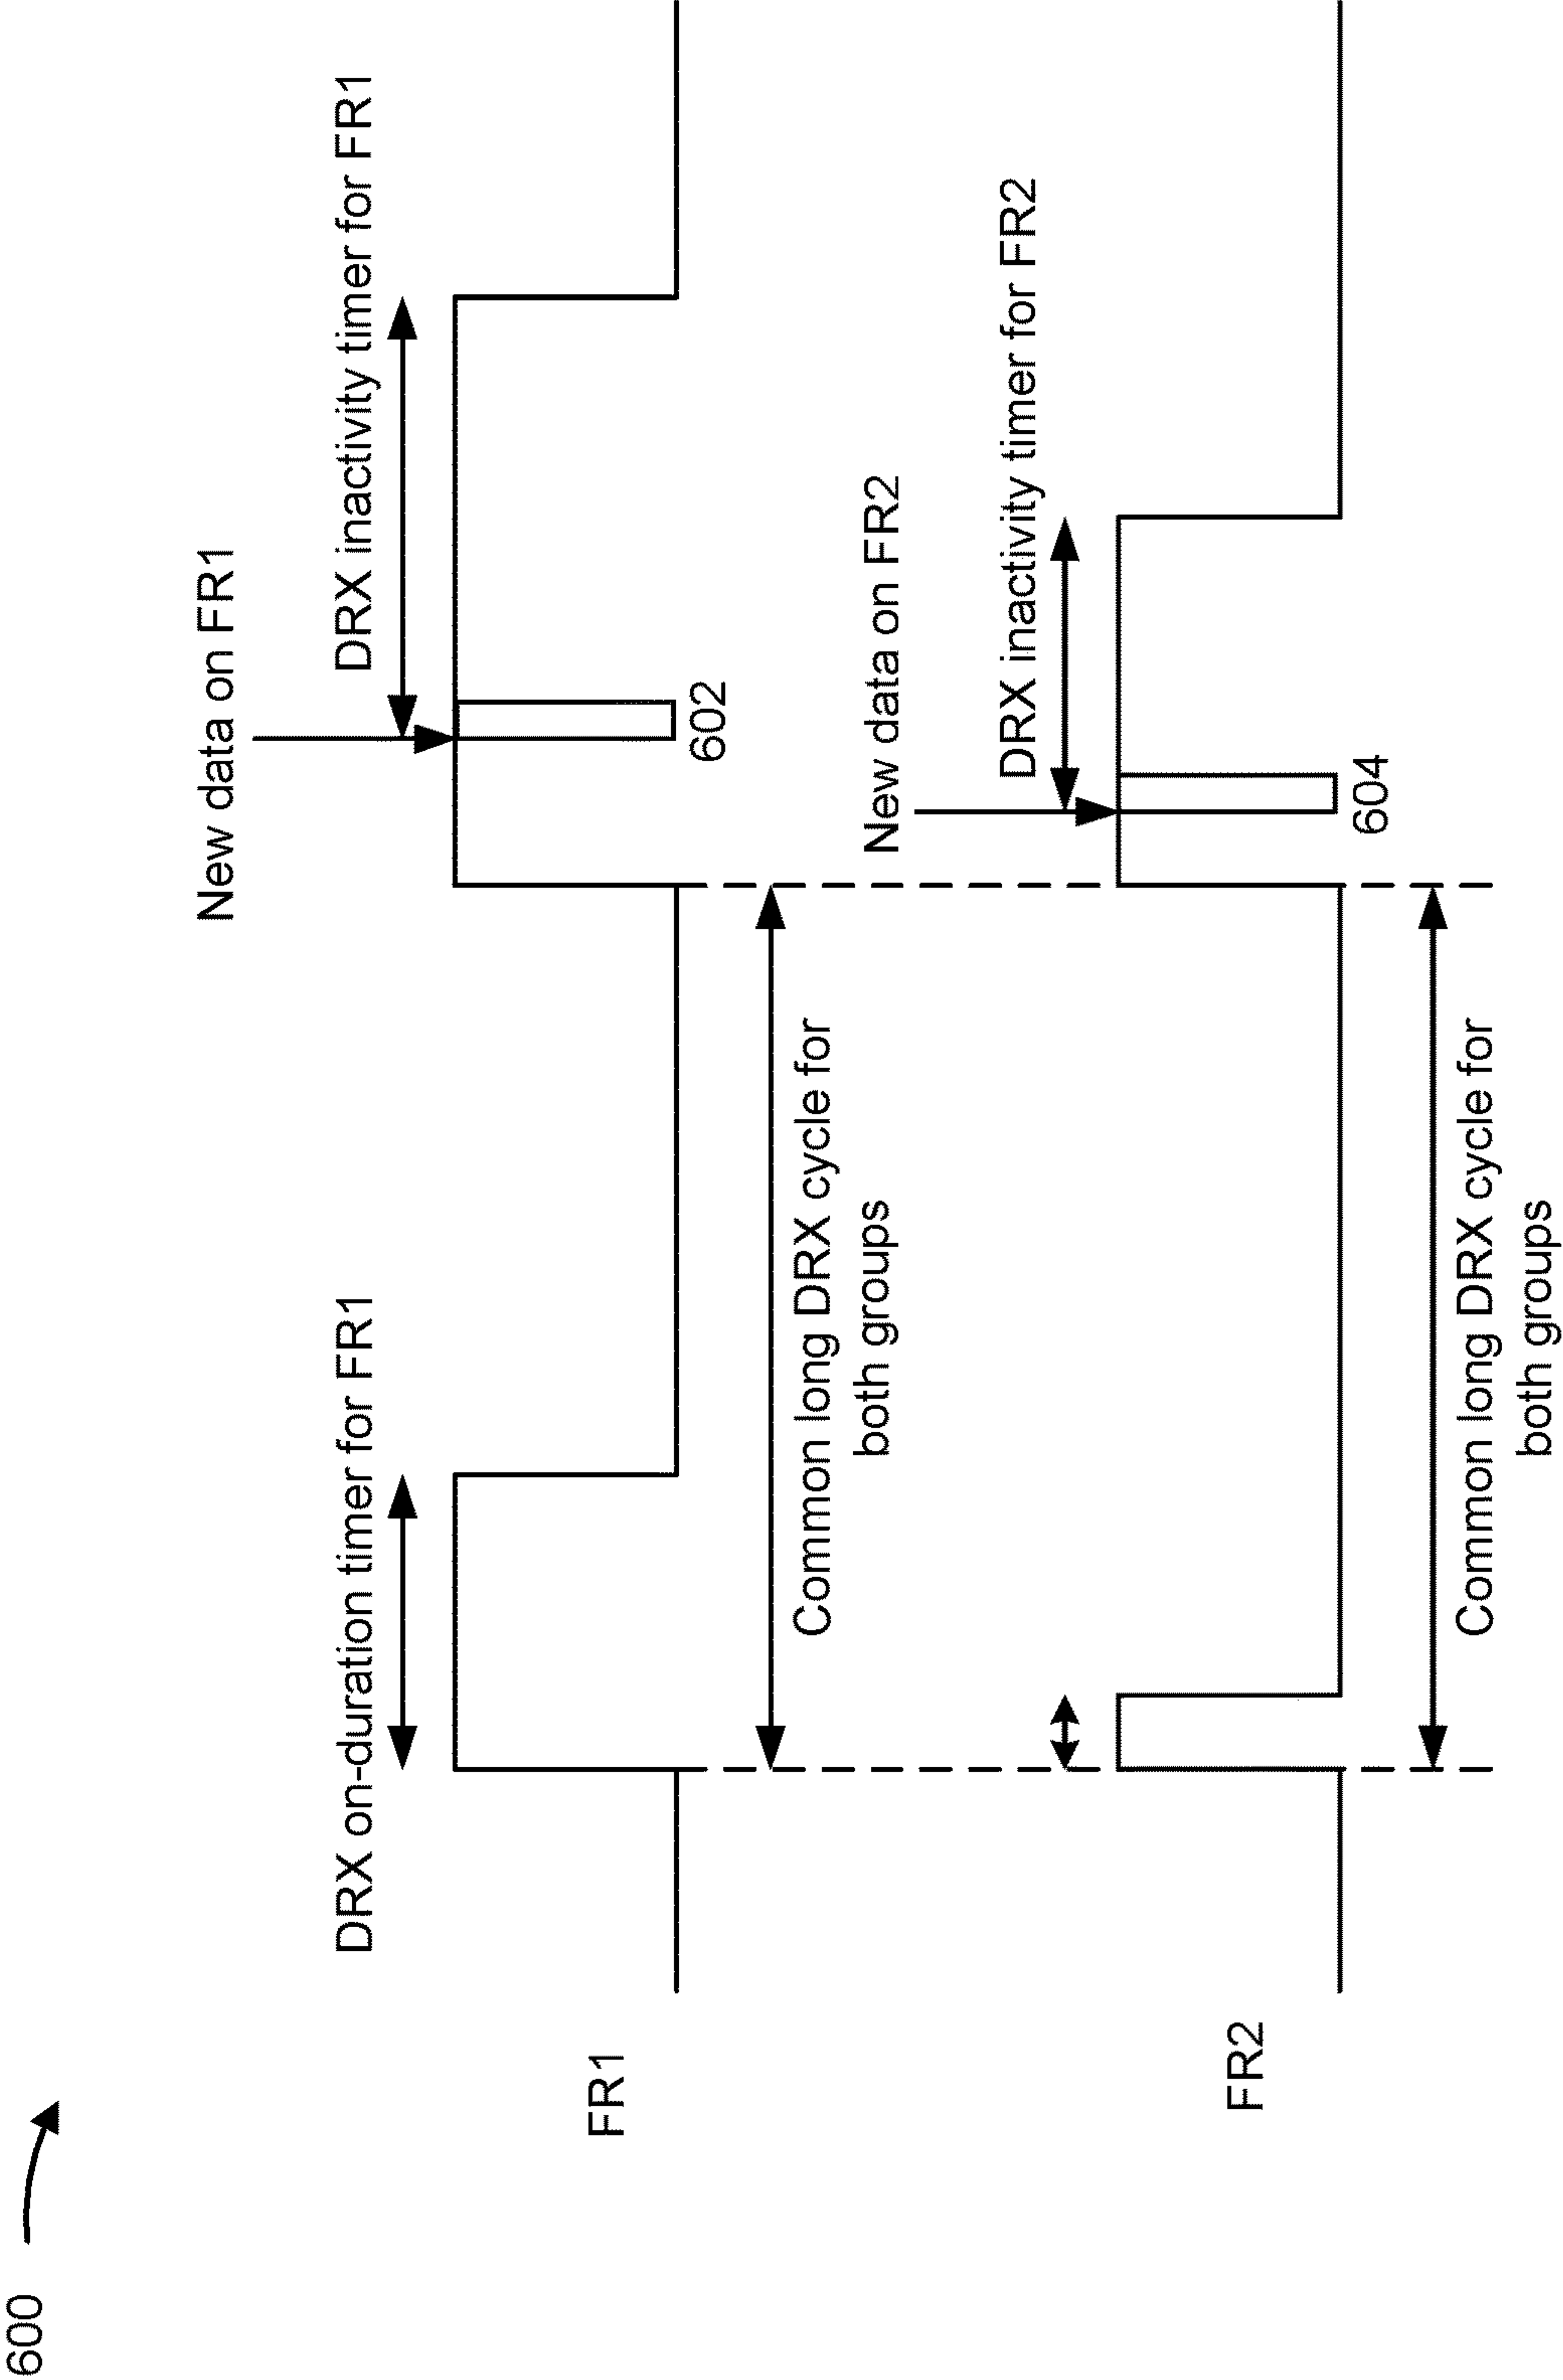 600
New data on FR1
DRX on-duration timer for FR1
DRX inactivity timer for FR1
FR1
602
Common long DRX cycle for
both groups
New data on FR2
DRX inactivity timer for FR2
FR2
604
Common long DRX cycle for
both groups